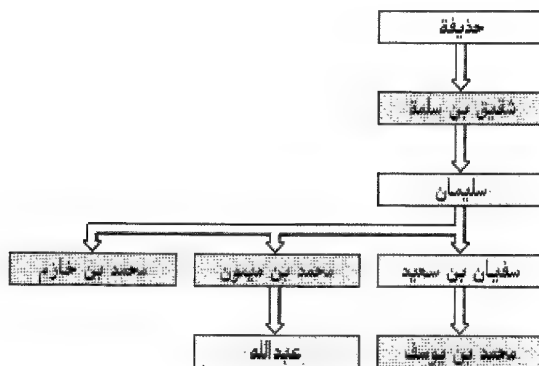 حذيفة
شقيق بن سلمة
سليمان
سفيان بن سعيد
محمد بن ميمون
محمد بن خازم
محمد بن يوسف
عبدالله